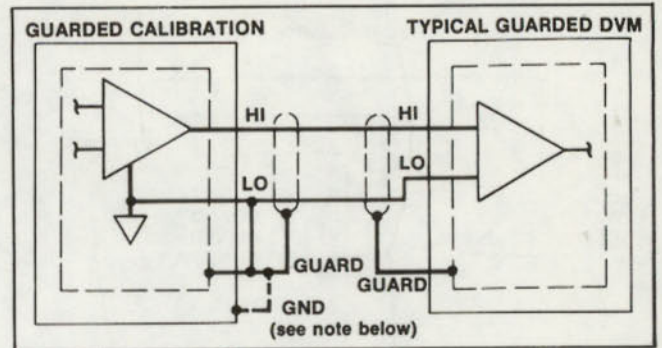 GUARDED CALIBRATION
TYPICAL GUARDED DVM
HI
HI
LO
LO
GUARD
GUARD
GND
(see note below)